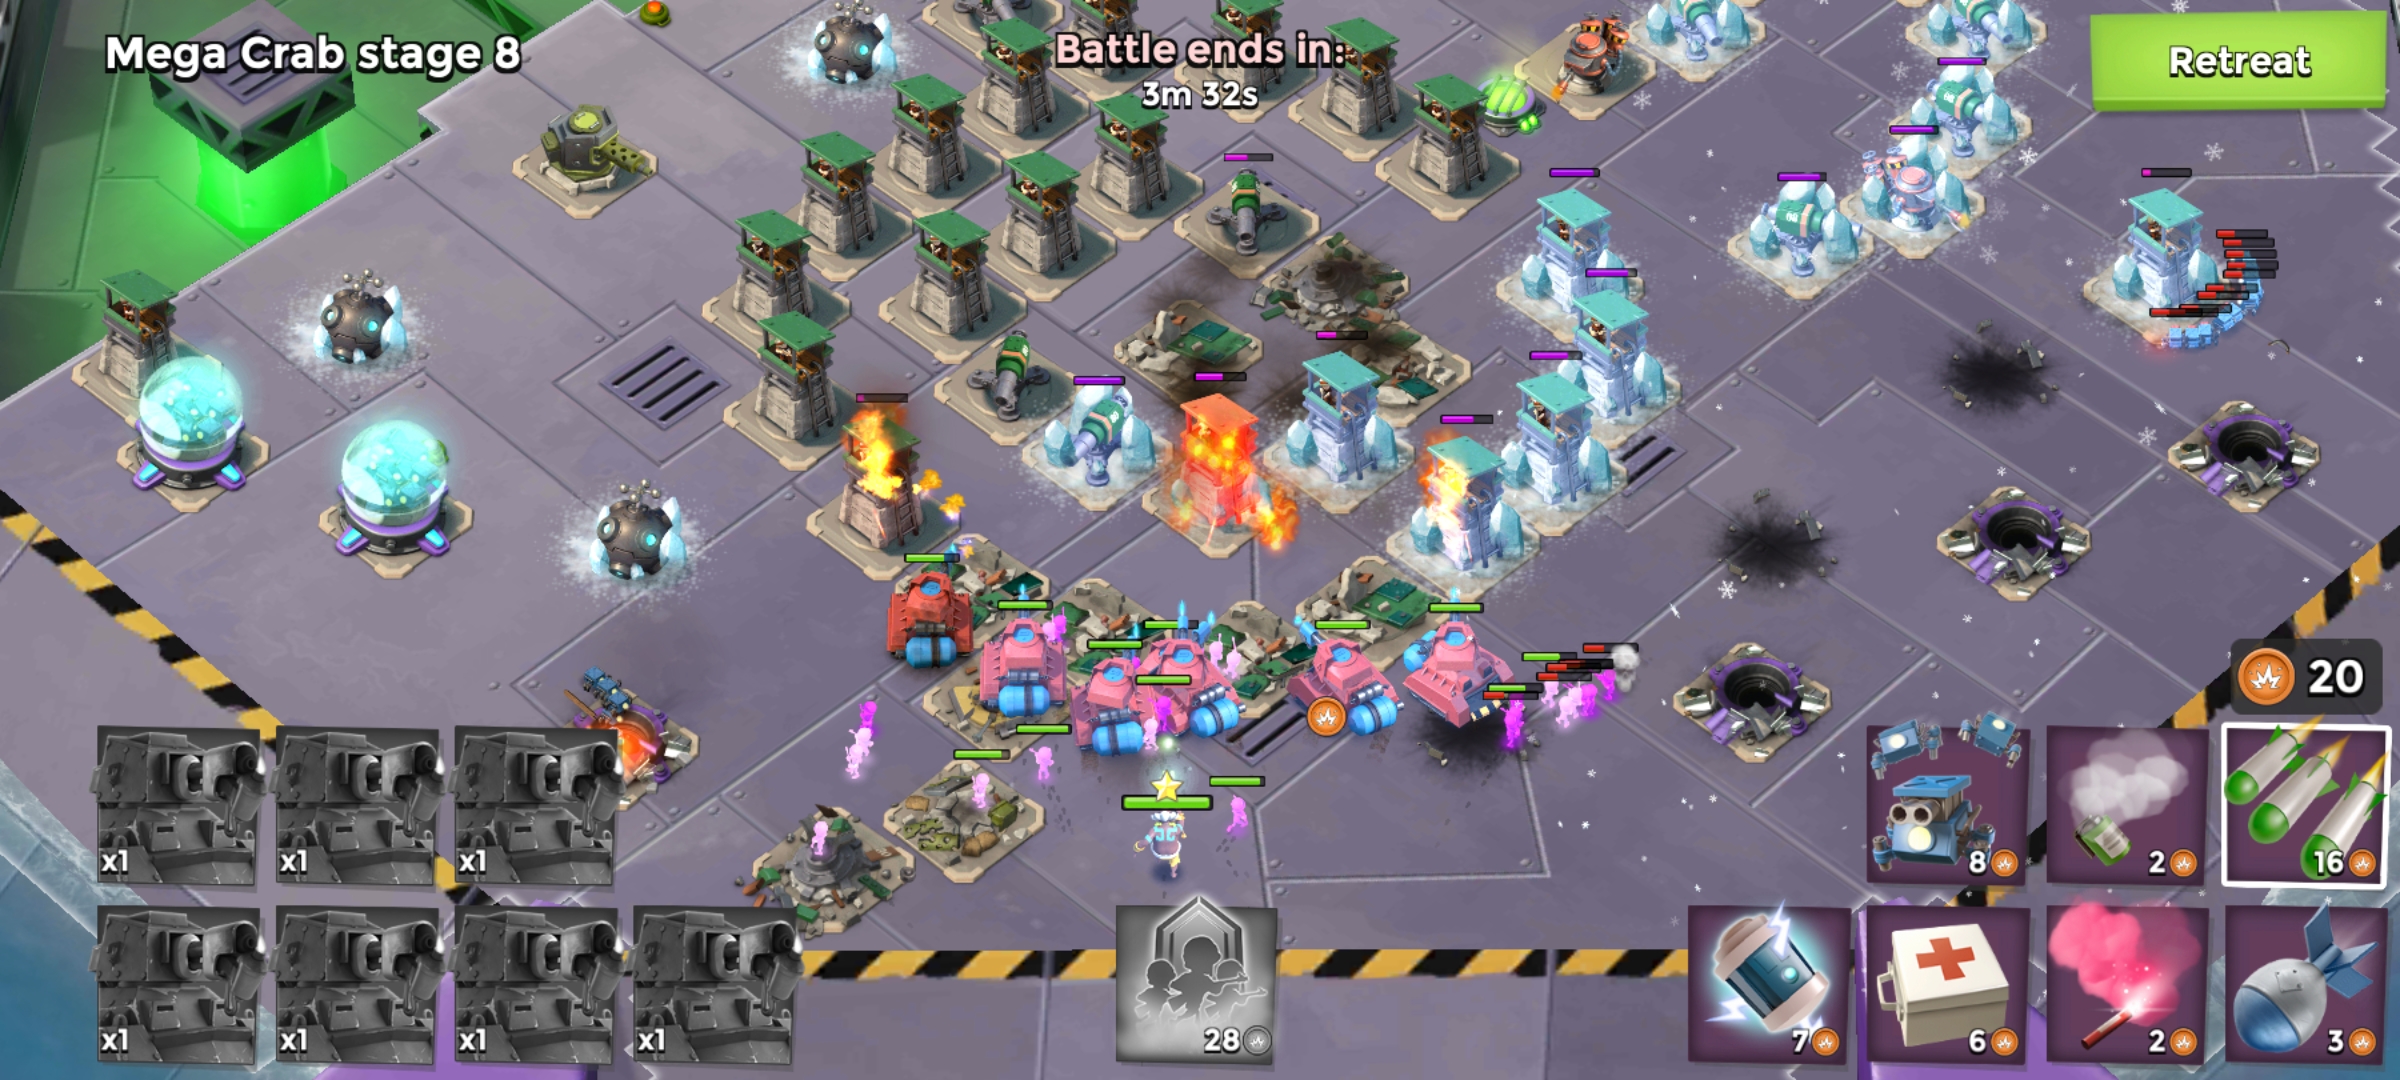 Mega Crab stage 8
Battle ends in:
3m 32s
Retreat
20
8
2
16
x1
x1
x1
x1
x1
x1
x1
28
7
6
2
3